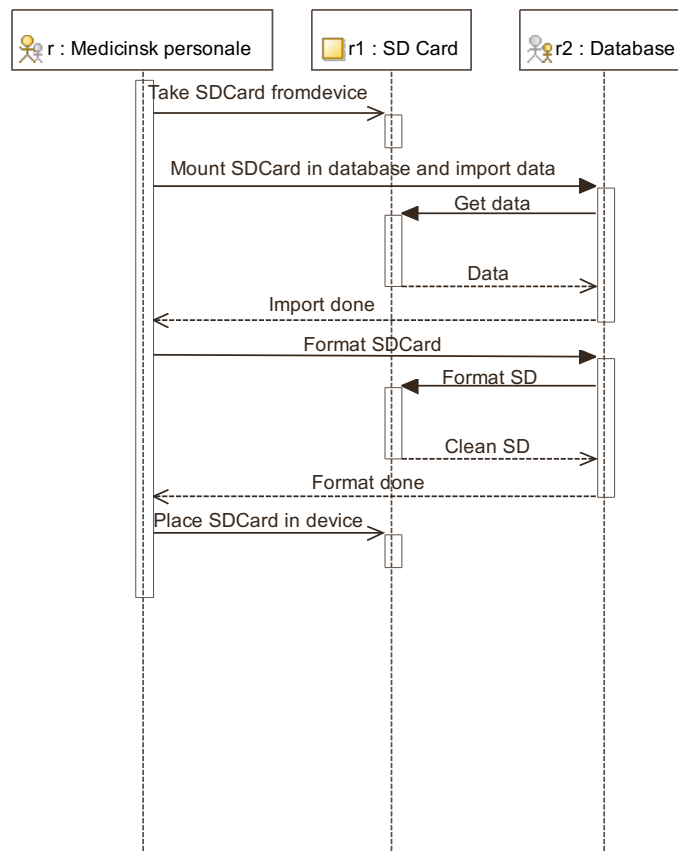 r : Medicinsk personale
r1 : SD Card
r2 : Database
Take SDCard fromdevice
Mount SDCard in database and import data
Get data
Data
Import done
Format SDCard
Format SD
Clean SD
Format done
Place SDCard in device